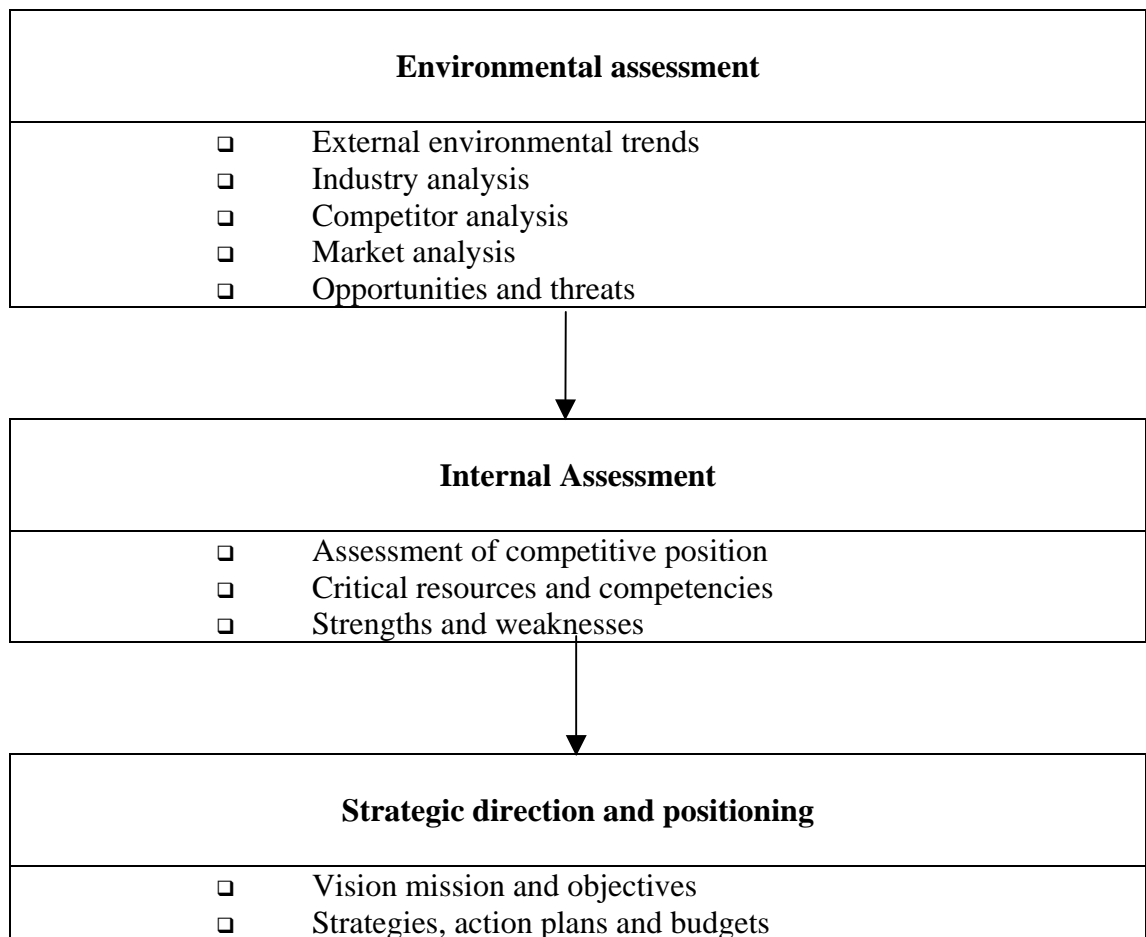 Environmental assessment
❑ External environmental trends
❑ Industry analysis
❑ Competitor analysis
❑ Market analysis
❑ Opportunities and threats
Internal Assessment
❑ Assessment of competitive position
❑ Critical resources and competencies
❑ Strengths and weaknesses
Strategic direction and positioning
❑ Vision mission and objectives
❑ Strategies, action plans and budgets